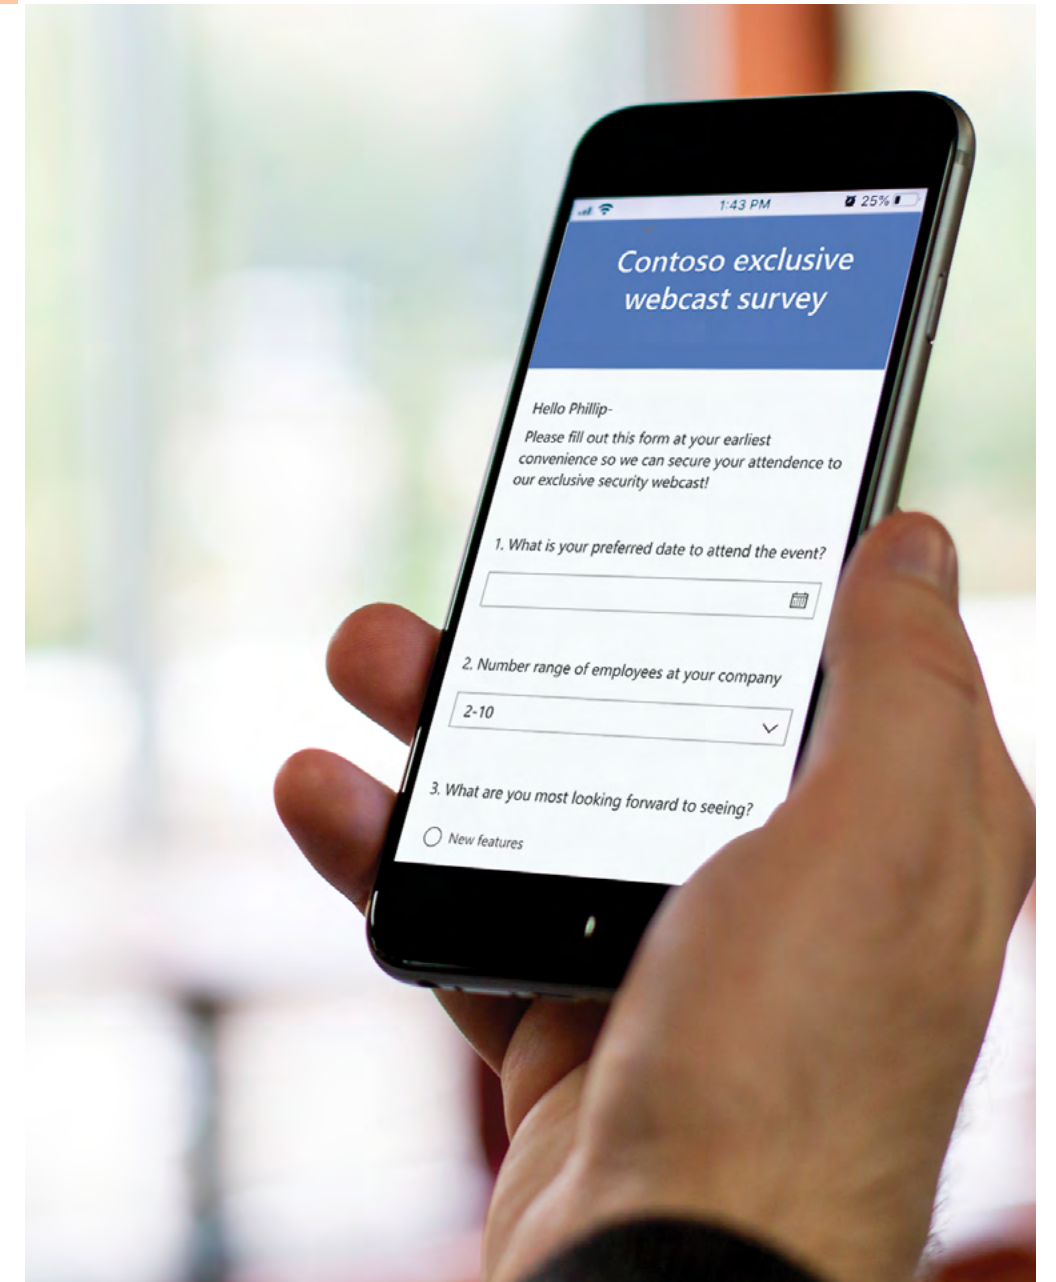 1:43 PM
25%
Contoso exclusive
webcast survey
Hello Phillip-
Please fill out this form at your earliest
convenience so we can secure your attendence to
our exclusive security webcast!
1. What is your preferred date to attend the event?
2. Number range of employees at your company
2-10
3. What are you most looking forward to seeing?
New features